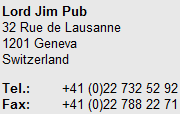 Lord Jim Pub
32 Rue de Lausanne
1201 Geneva
Switzerland
Tel.: +41 (0)22 732 52 92
Fax: +41 (0)22 788 22 71